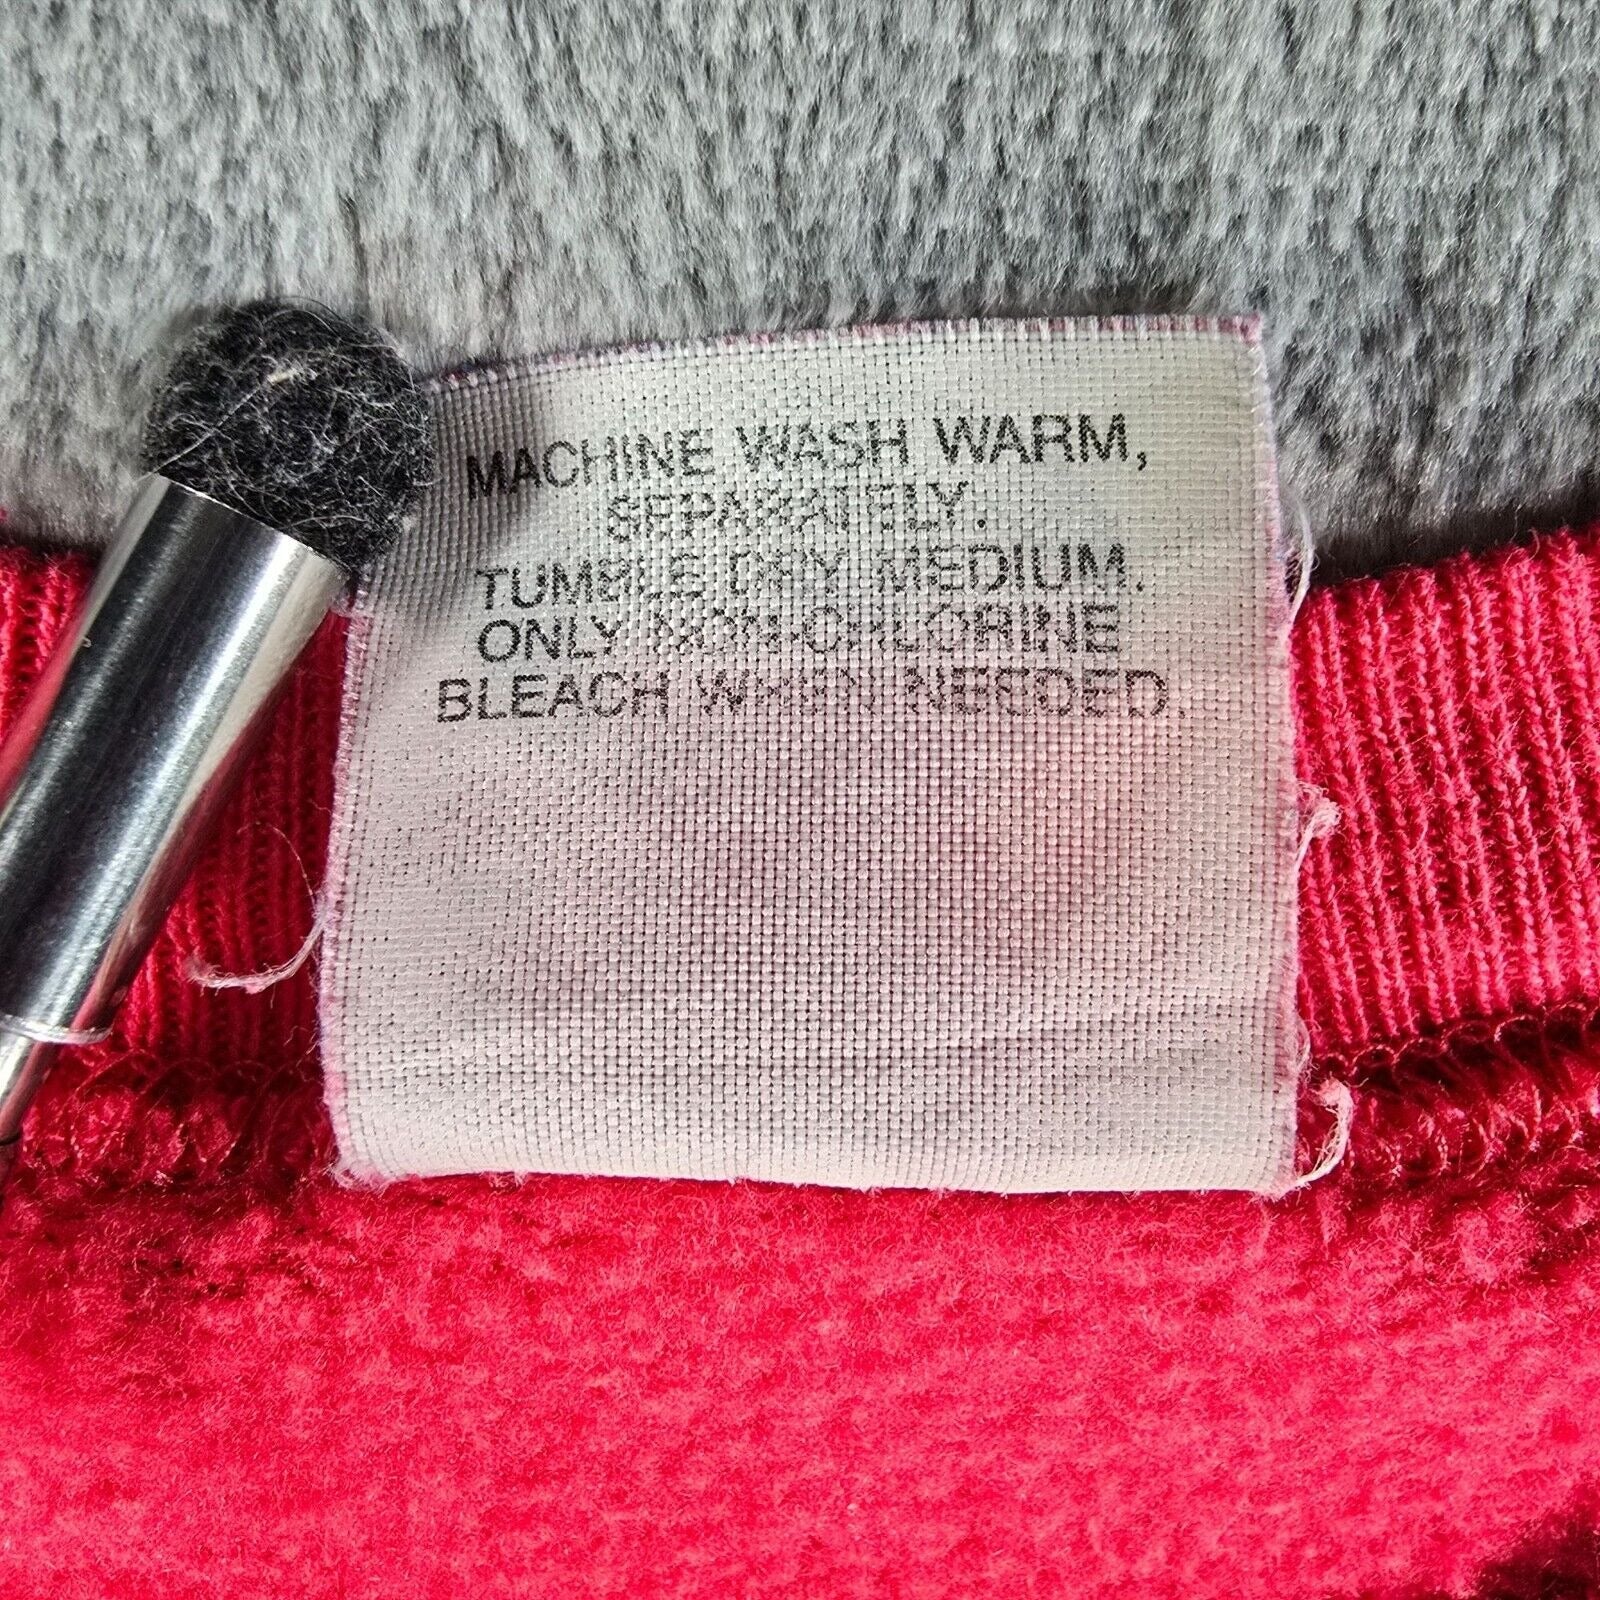 MACHINE WASH WARM,
SEPARATELY.
TUMBLE DRY MEDIUM.
ONLY NON-CHLORINE
BLEACH WHEN NEEDED.